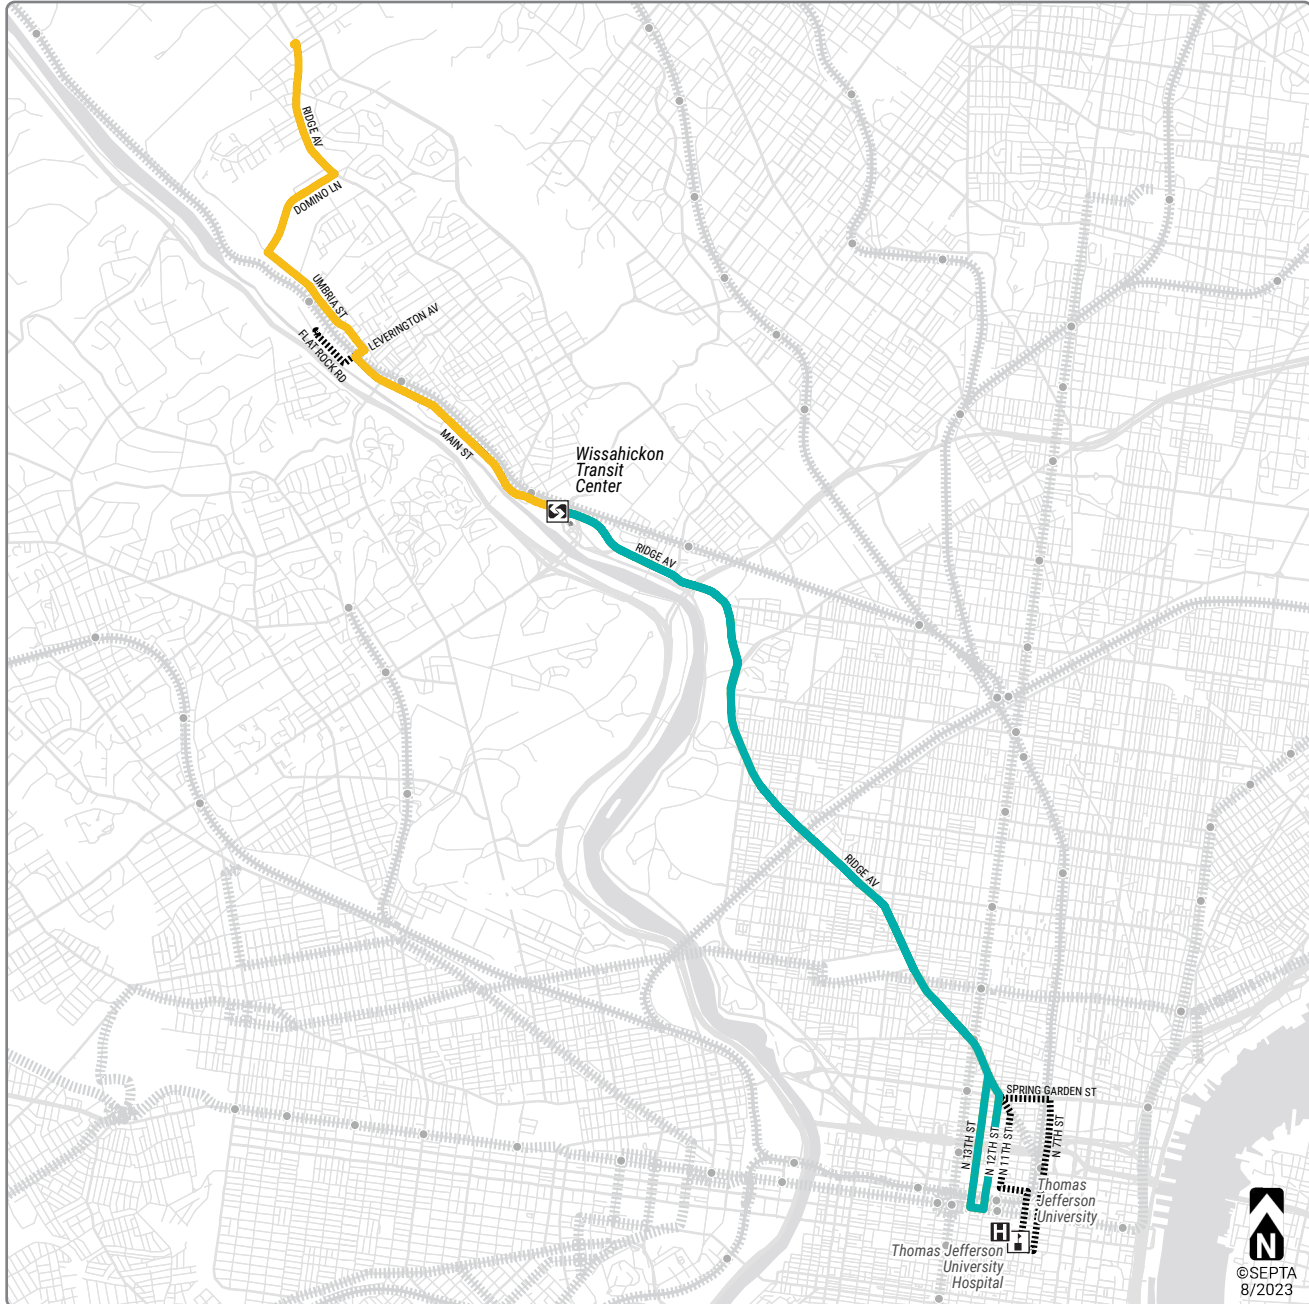 RIDGE AV
DOMINO LN
UMBRIA ST
LEVERINGTON AV
FLAT ROCK RD
MAIN ST
Wissahickon
Transit
Center
RIDGE AV
RIDGE AV
SPRING GARDEN ST
N 13TH ST
N 12TH ST
N 11TH ST
N 7TH ST
Thomas
Jefferson
University
H
Thomas Jefferson
University
Hospital
N
©SEPTA
8/2023